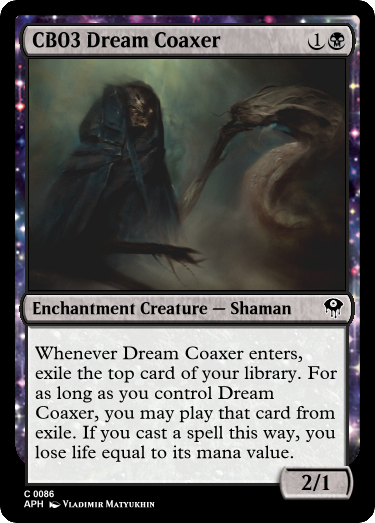 CB03 Dream Coaxer 1
Enchantment Creature — Shaman
Whenever Dream Coaxer enters,
exile the top card of your library. For
as long as you control Dream
Coaxer, you may play that card from
exile. If you cast a spell this way, you
lose life equal to its mana value.
2/1
C 0086
APH Vladimir Matyukhin